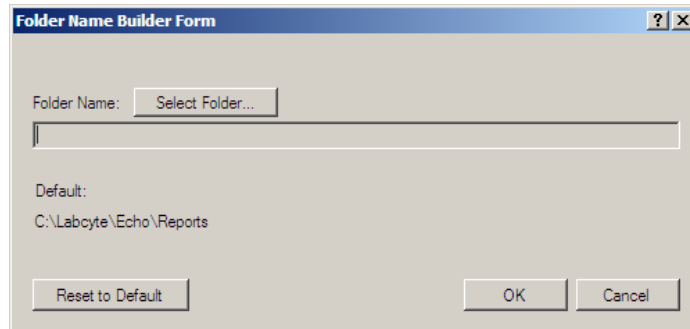 Folder Name Builder Form
Folder Name: Select Folder...
Default:
C:\Labcyte\Echo\Reports
Reset to Default OK Cancel